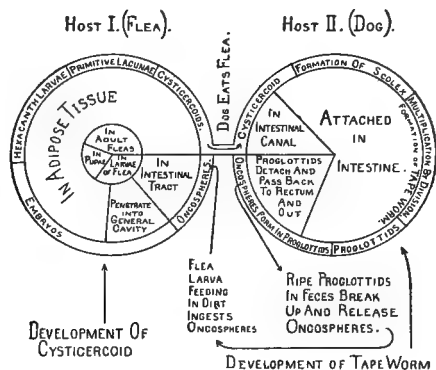 HOST I. (FLEA).
HOST II. (DOG).
DOG EATS FLEA.
HEXACANTH LARVAE
PRIMITIVE LACUNAE
CYSTICERCOIDS.
ONCOSPHERES.
EMBRYOS
IN ADIPOSE TISSUE
IN
ADULT
FLEAS
IN
PUPAE
IN
LARVAE
OF FLEA
IN
INTESTINAL
TRACT
PENETRATE
INTO
GENERAL
CAVITY
CYSTICERCOID
FORMATION OF SCOLEX
MULTIPLICATION BY DIVISION,
FORMATION OF TAPE WORM.
PROGLOTTIDS
ONCOSPHERES FORM IN PROGLOTTIDS
IN
INTESTINAL
CANAL
ATTACHED
IN
INTESTINE.
PROGLOTTIDS
DETACH AND
PASS BACK
TO RECTUM
AND
OUT
FLEA
LARVA
FEEDING
IN DIRT
INGESTS
ONCOSPHERES
RIPE PROGLOTTIDS
IN FECES BREAK
UP AND RELEASE
ONCOSPHERES.
DEVELOPMENT OF
CYSTICERCOID
DEVELOPMENT OF TAPE WORM